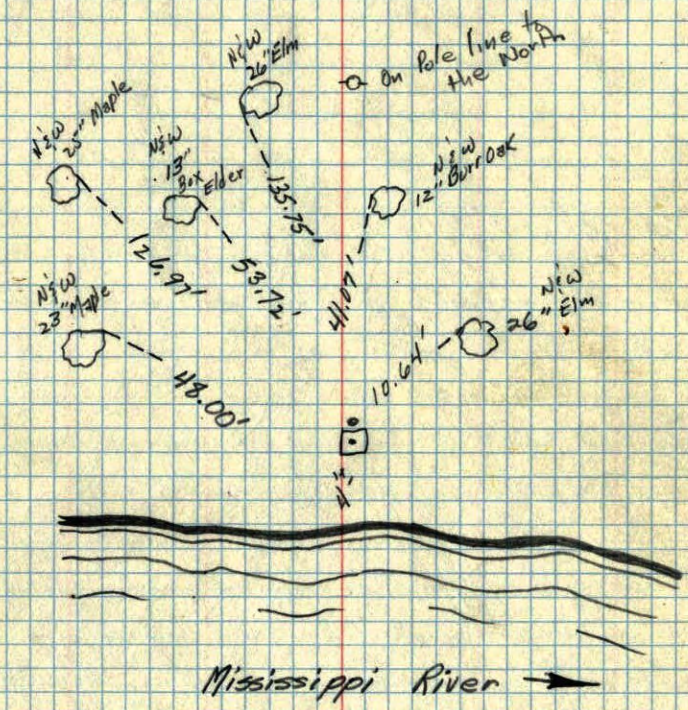 N&W
26" Elm
On Pole line to
the North
N&W
Maple
N&W
13"
Box Elder
N&W
12" Burr Oak
135.75'
126.97'
53.72'
41.07'
N&W
23" Maple
N&W
26" Elm
10.64'
48.00'
Mississippi River